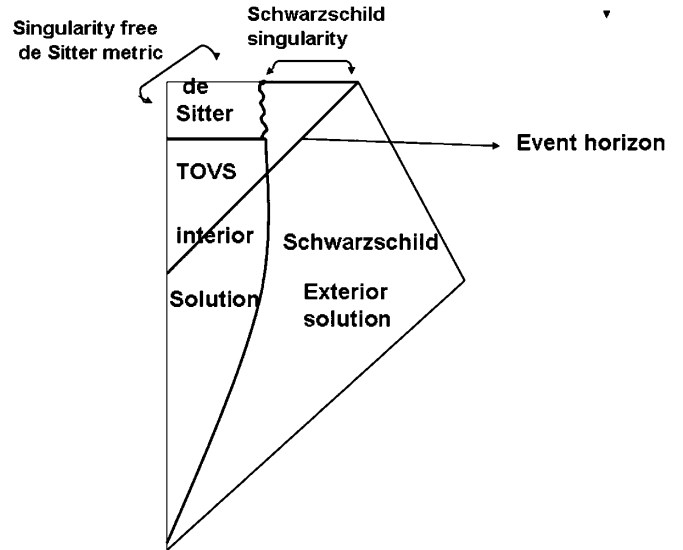 Schwarzschild
singularity
Singularity free
de Sitter metric
de
Sitter
Event horizon
TOVS
interior
Schwarzschild
Solution
Exterior
solution